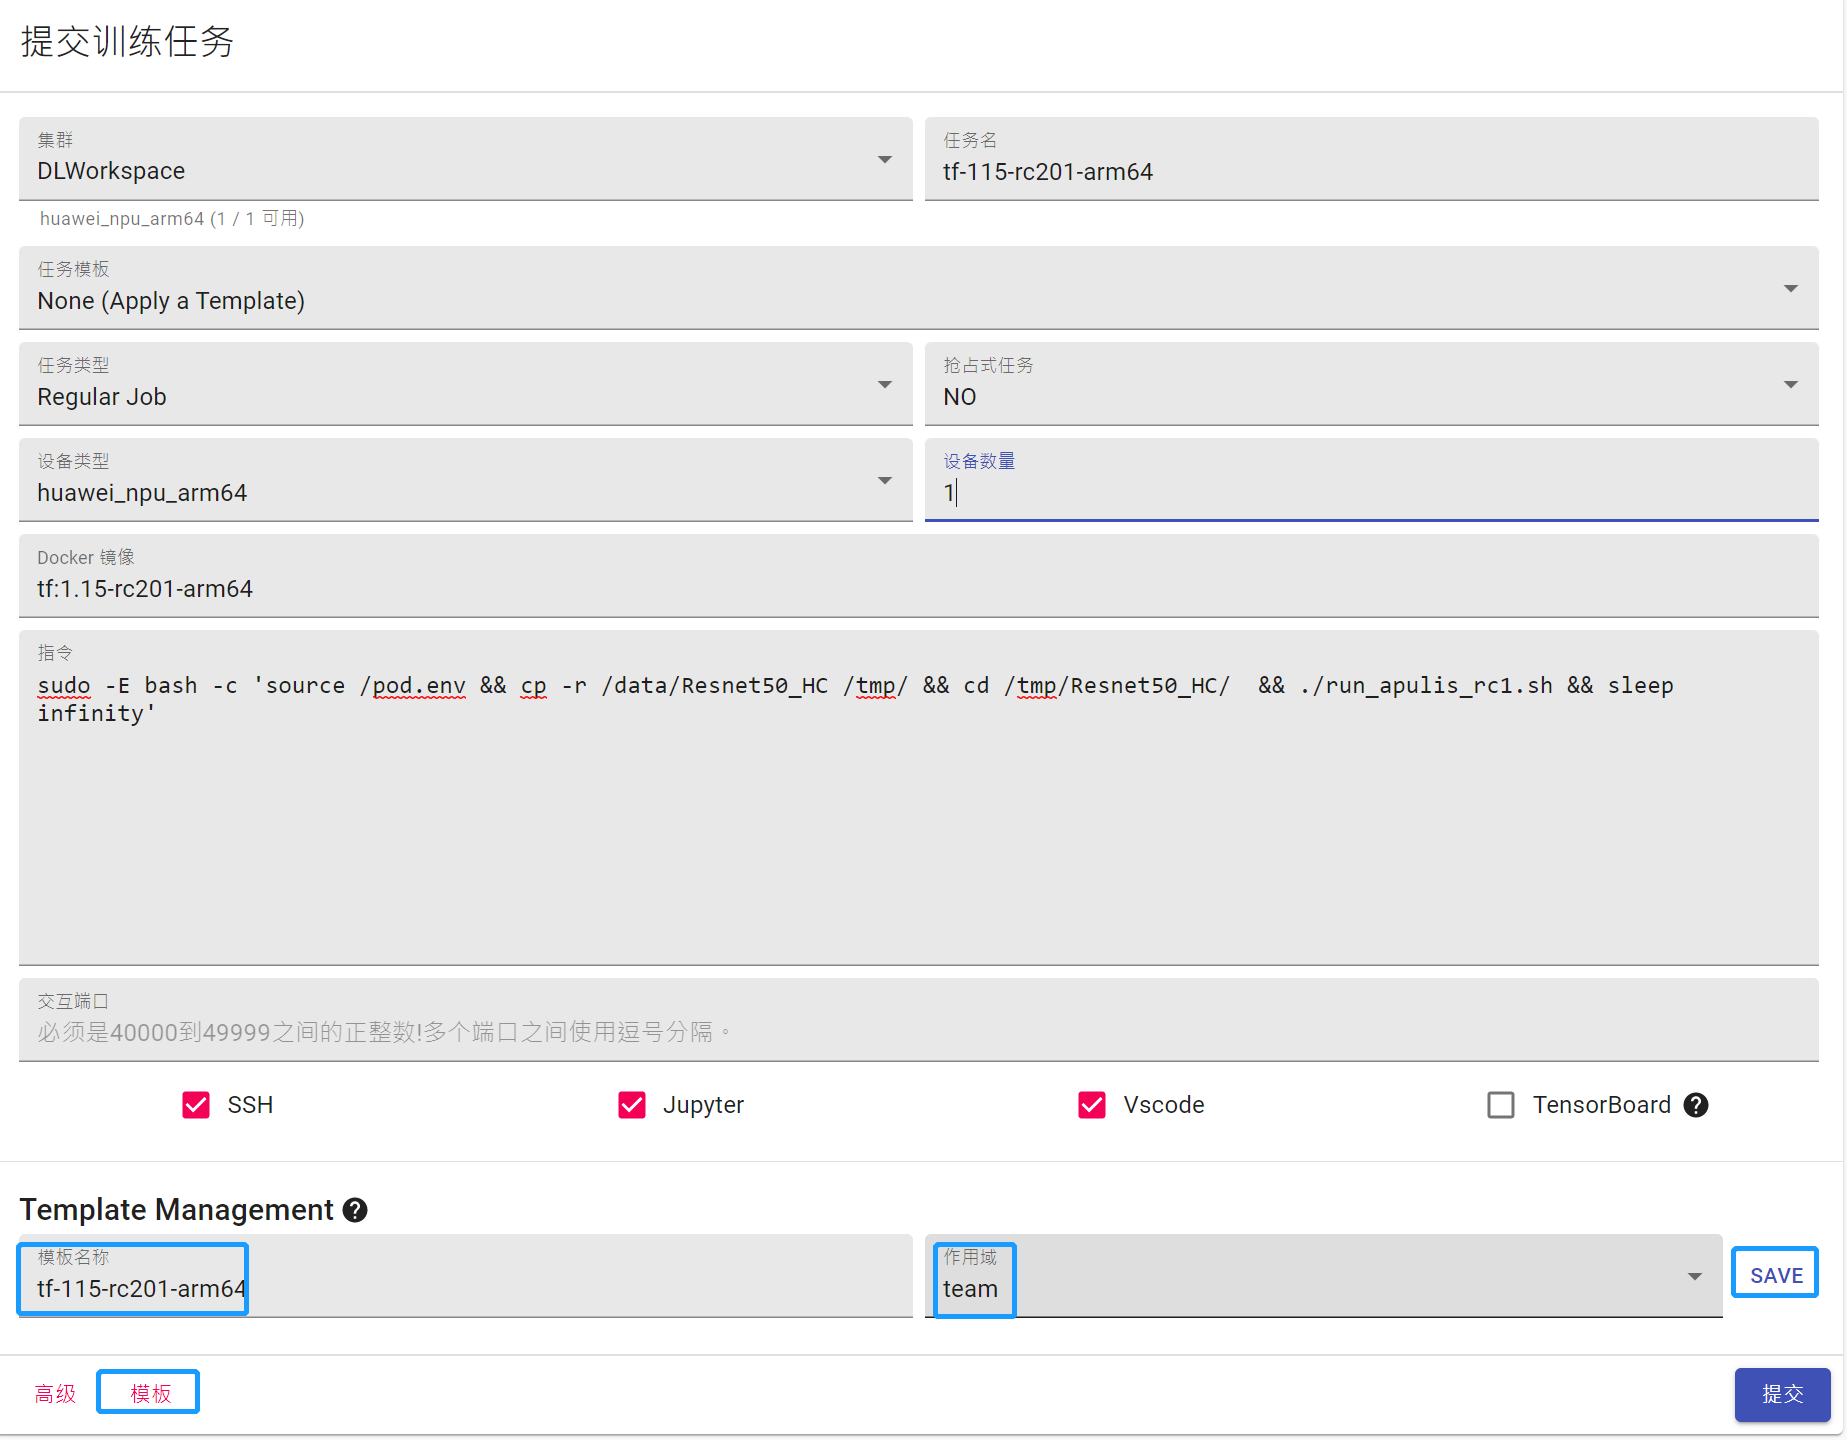 提交训练任务
集群
DLWorkspace
任务名
tf-115-rc201-arm64
huawei_npu_arm64 (1 / 1 可用)
任务模板
None (Apply a Template)
任务类型
Regular Job
抢占式任务
NO
设备类型
huawei_npu_arm64
设备数量
1
Docker 镜像
tf:1.15-rc201-arm64
指令
sudo -E bash -c 'source /pod.env && cp -r /data/Resnet50_HC /tmp/ && cd /tmp/Resnet50_HC/  && ./run_apulis_rc1.sh && sleep
infinity'
交互端口
必须是40000到49999之间的正整数!多个端口之间使用逗号分隔。
SSH
Jupyter
Vscode
TensorBoard ?
Template Management ?
模板名称
tf-115-rc201-arm64
作用域
team
SAVE
高级
模板
提交